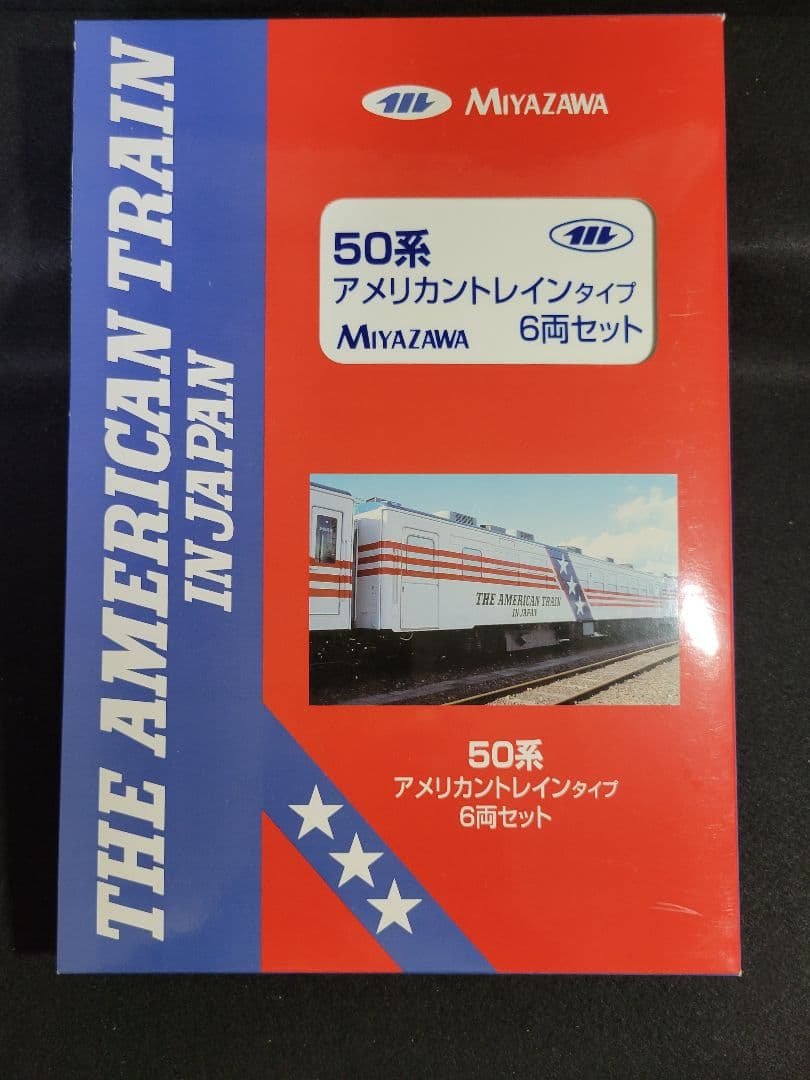 THE AMERICAN TRAIN
IN JAPAN
MIYAZAWA
50系
アメリカントレインタイプ
MIYAZAWA
6両セット
THE AMERICAN TRAIN
IN JAPAN
50系
アメリカントレインタイプ
6両セット